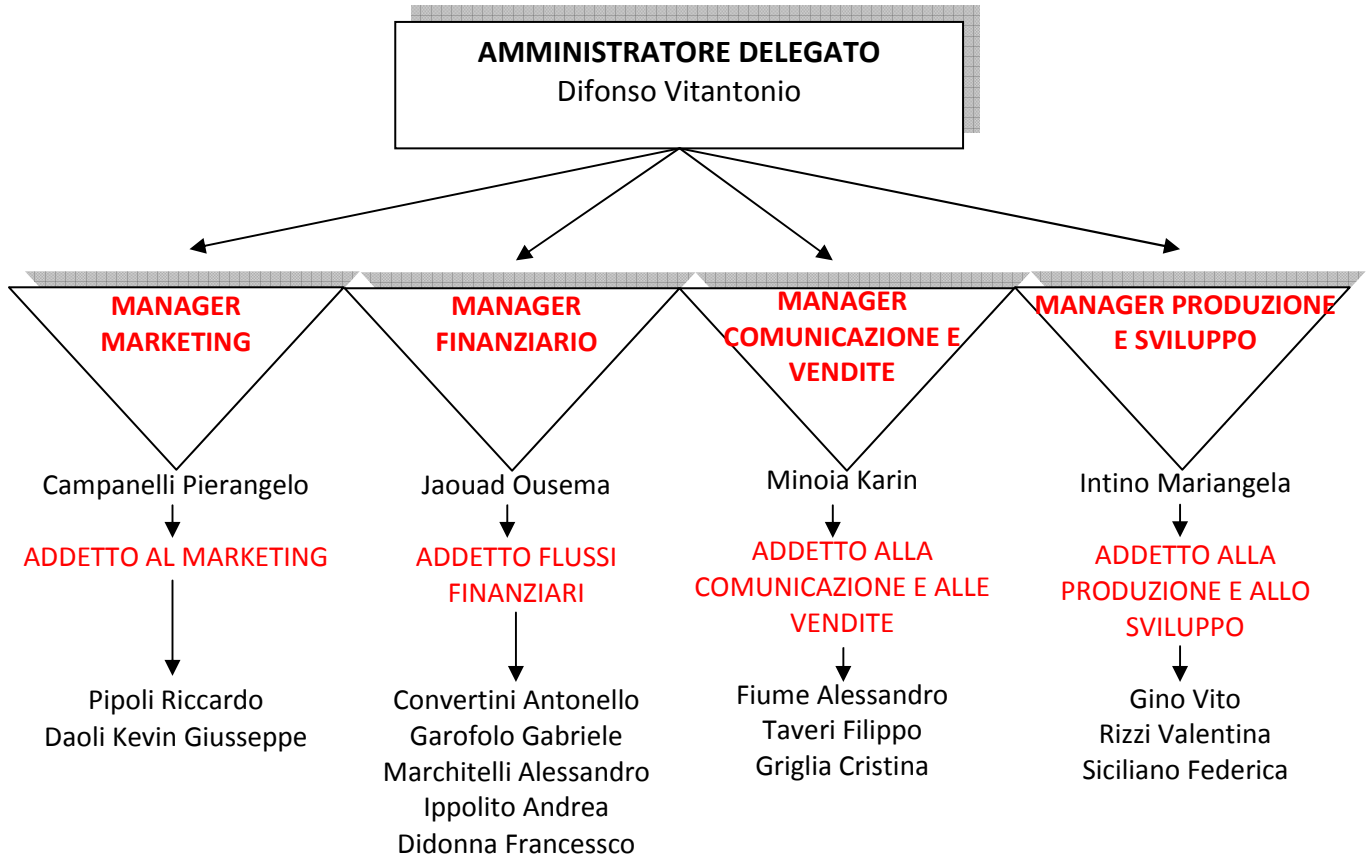 AMMINISTRATORE DELEGATO
Difonso Vitantonio
MANAGER
MARKETING
MANAGER
FINANZIARIO
MANAGER
COMUNICAZIONE E
VENDITE
MANAGER PRODUZIONE
E SVILUPPO
Campanelli Pierangelo
Jaouad Ousema
Minoia Karin
Intino Mariangela
ADDETTO AL MARKETING
ADDETTO FLUSSI
FINANZIARI
ADDETTO ALLA
COMUNICAZIONE E ALLE
VENDITE
ADDETTO ALLA
PRODUZIONE E ALLO
SVILUPPO
Pipoli Riccardo
Daoli Kevin Giusseppe
Convertini Antonello
Garofolo Gabriele
Marchitelli Alessandro
Ippolito Andrea
Didonna Francessco
Fiume Alessandro
Taveri Filippo
Griglia Cristina
Gino Vito
Rizzi Valentina
Siciliano Federica